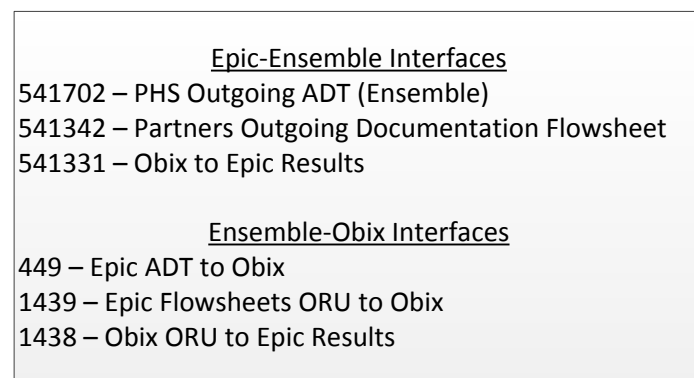 Epic-Ensemble Interfaces
541702 – PHS Outgoing ADT (Ensemble)
541342 – Partners Outgoing Documentation Flowsheet
541331 – Obix to Epic Results
Ensemble-Obix Interfaces
449 – Epic ADT to Obix
1439 – Epic Flowsheets ORU to Obix
1438 – Obix ORU to Epic Results